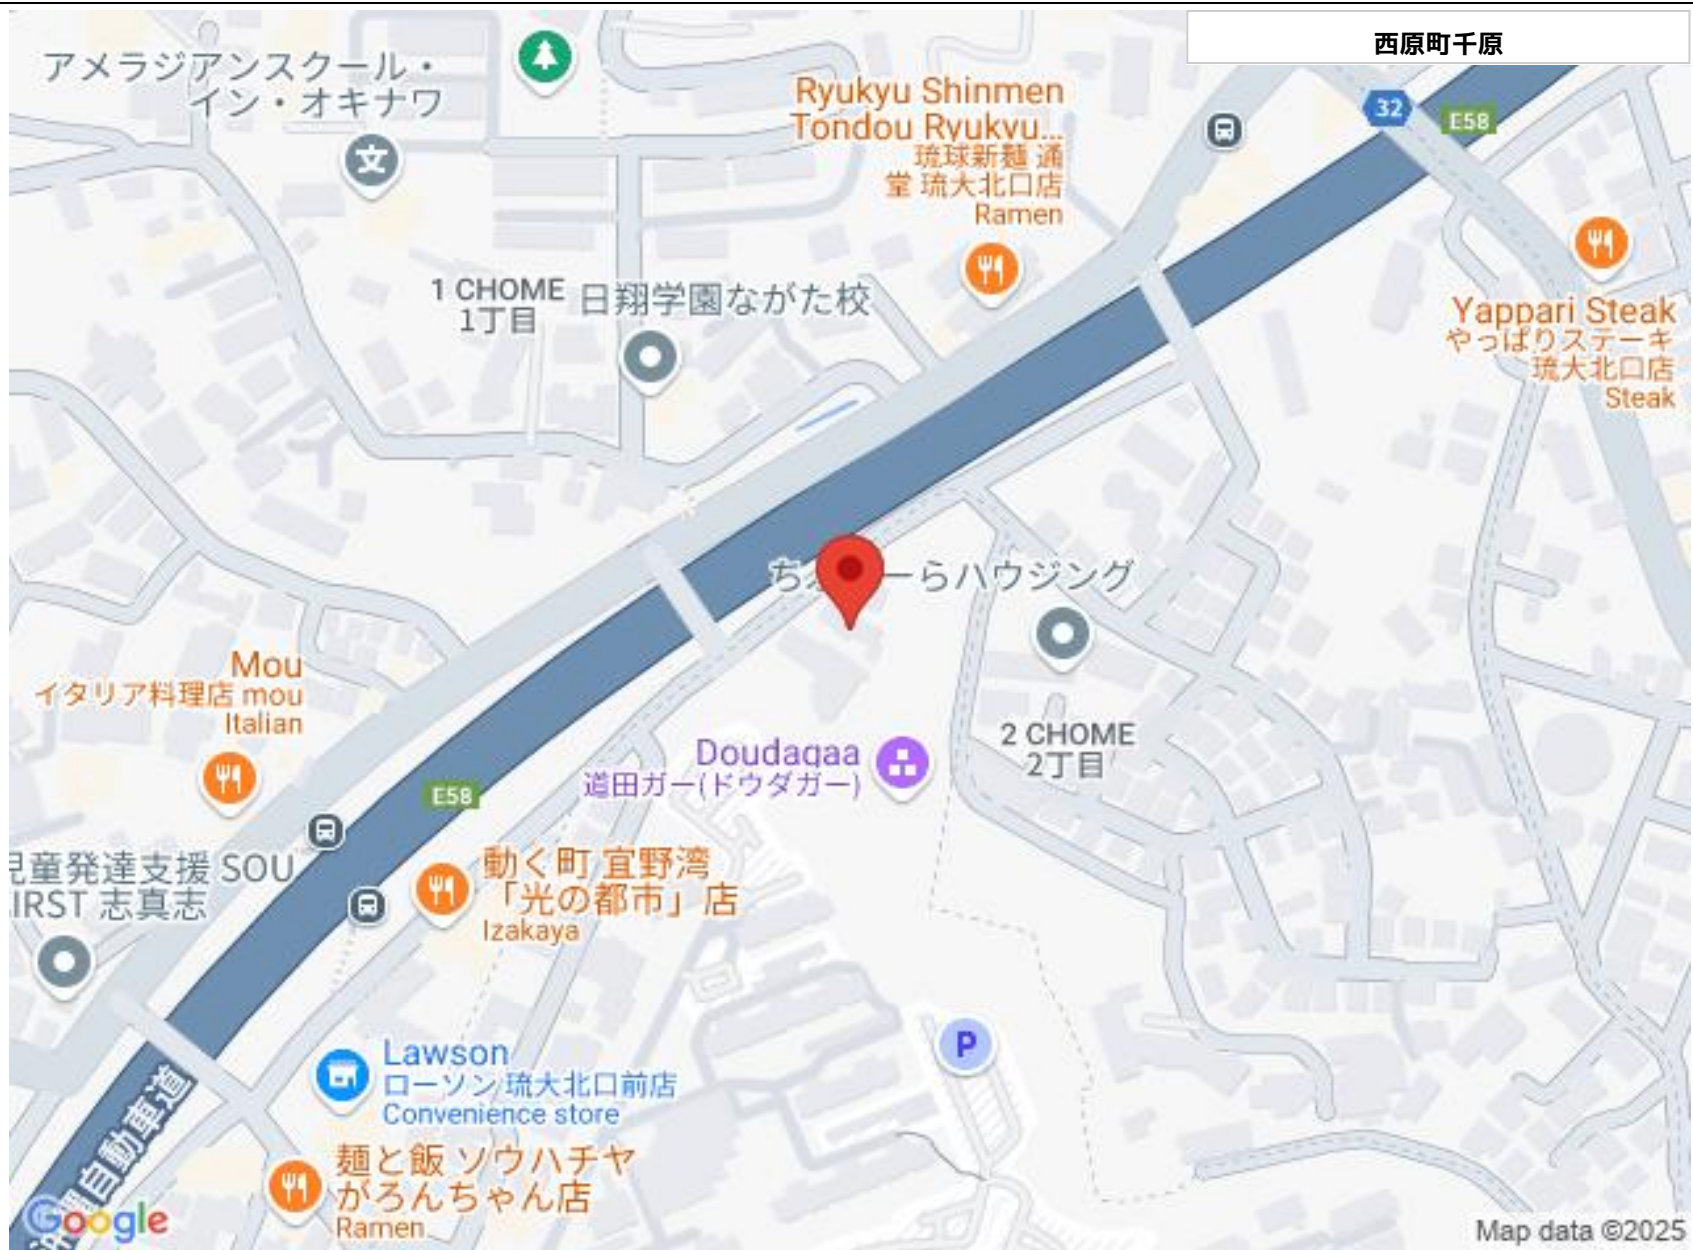 西原町千原
アメラジアンスクール・
イン・オキナワ
Ryukyu Shinmen
Tondou Ryukyu...
琉球新麺 通
堂 琉大北口店
Ramen
32
E58
1 CHOME
1丁目
日翔学園ながた校
Yappari Steak
やっぱりステーキ
琉大北口店
Steak
ーらハウジング
Mou
イタリア料理店 mou
Italian
Doudagaa
道田ガー(ドウダガー)
2 CHOME
2丁目
E58
児童発達支援 SOU
IRST 志真志
動く町 宜野湾
「光の都市」店
Izakaya
P
Lawson
ローソン 琉大北口前店
Convenience store
自動車道
麺と飯 ソウハチヤ
がろんちゃん店
Ramen
Google
Map data ©2025